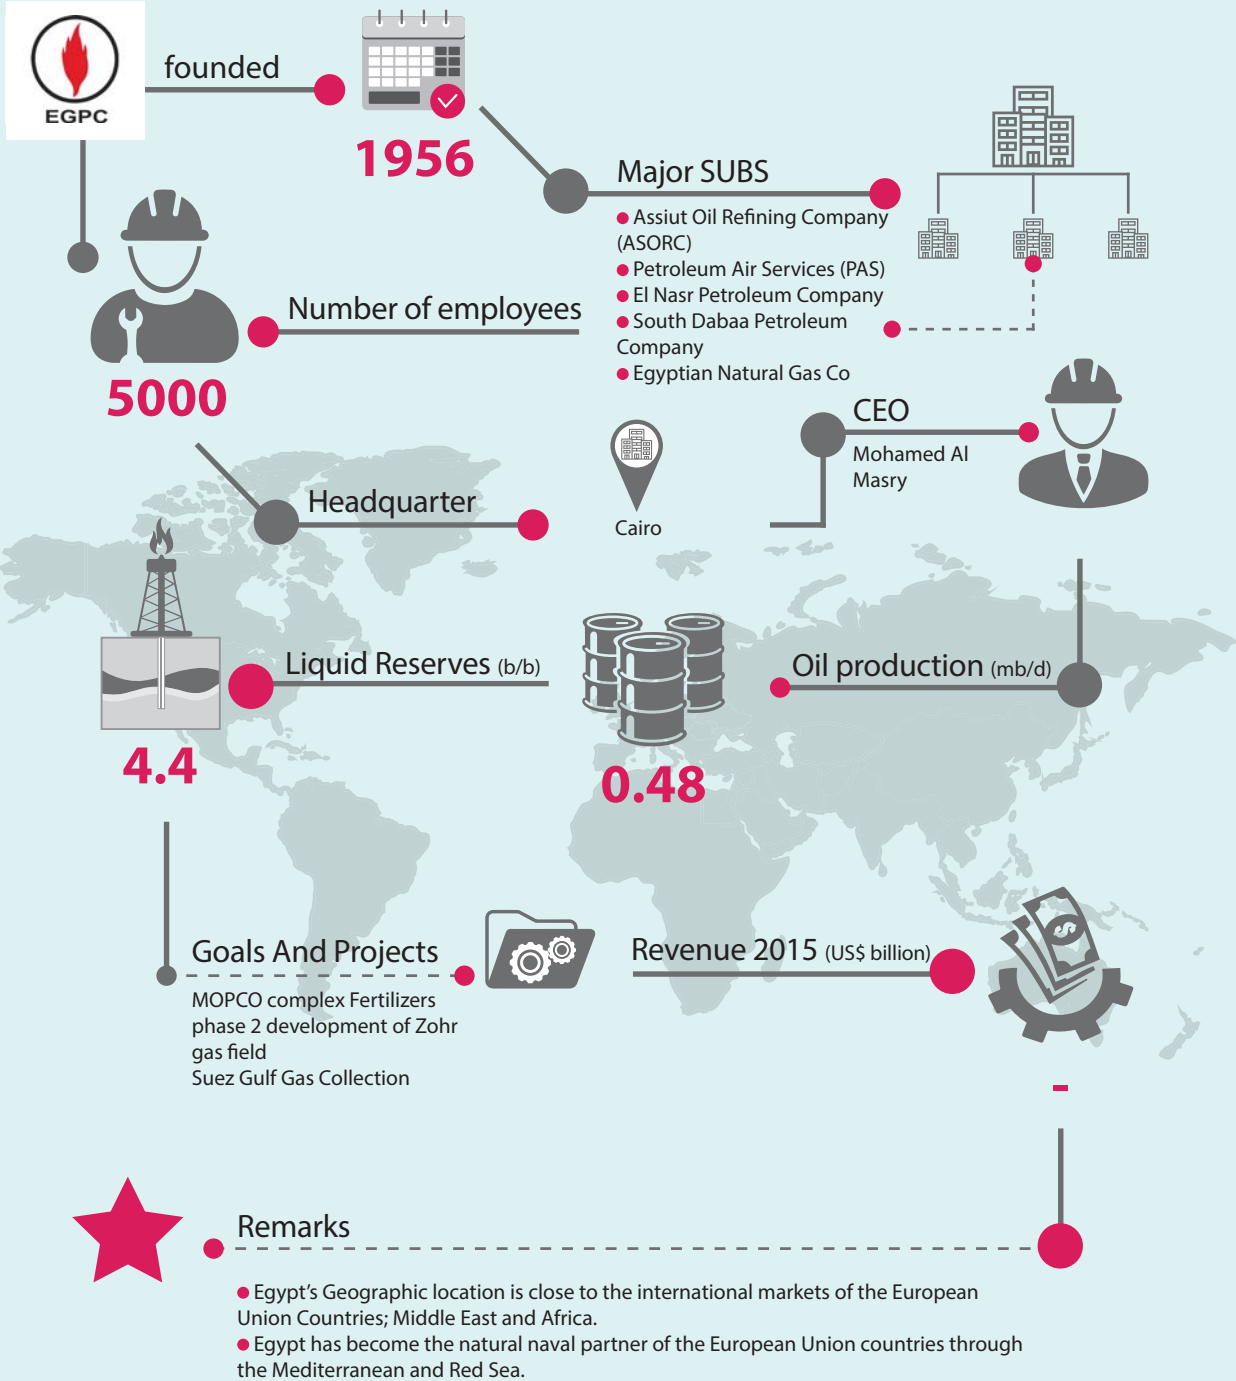 EGPC
founded
1956
Major SUBS
● Assiut Oil Refining Company
(ASORC)
● Petroleum Air Services (PAS)
● El Nasr Petroleum Company
● South Dabaa Petroleum
Company
● Egyptian Natural Gas Co
Number of employees
5000
CEO
Mohamed Al
Masry
Headquarter
Cairo
Liquid Reserves (b/b)
4.4
Oil production (mb/d)
0.48
Goals And Projects
MOPCO complex Fertilizers
phase 2 development of Zohr
gas field
Suez Gulf Gas Collection
Revenue 2015 (US$ billion)
$
-
Remarks
● Egypt’s Geographic location is close to the international markets of the European
Union Countries; Middle East and Africa.
● Egypt has become the natural naval partner of the European Union countries through
the Mediterranean and Red Sea.